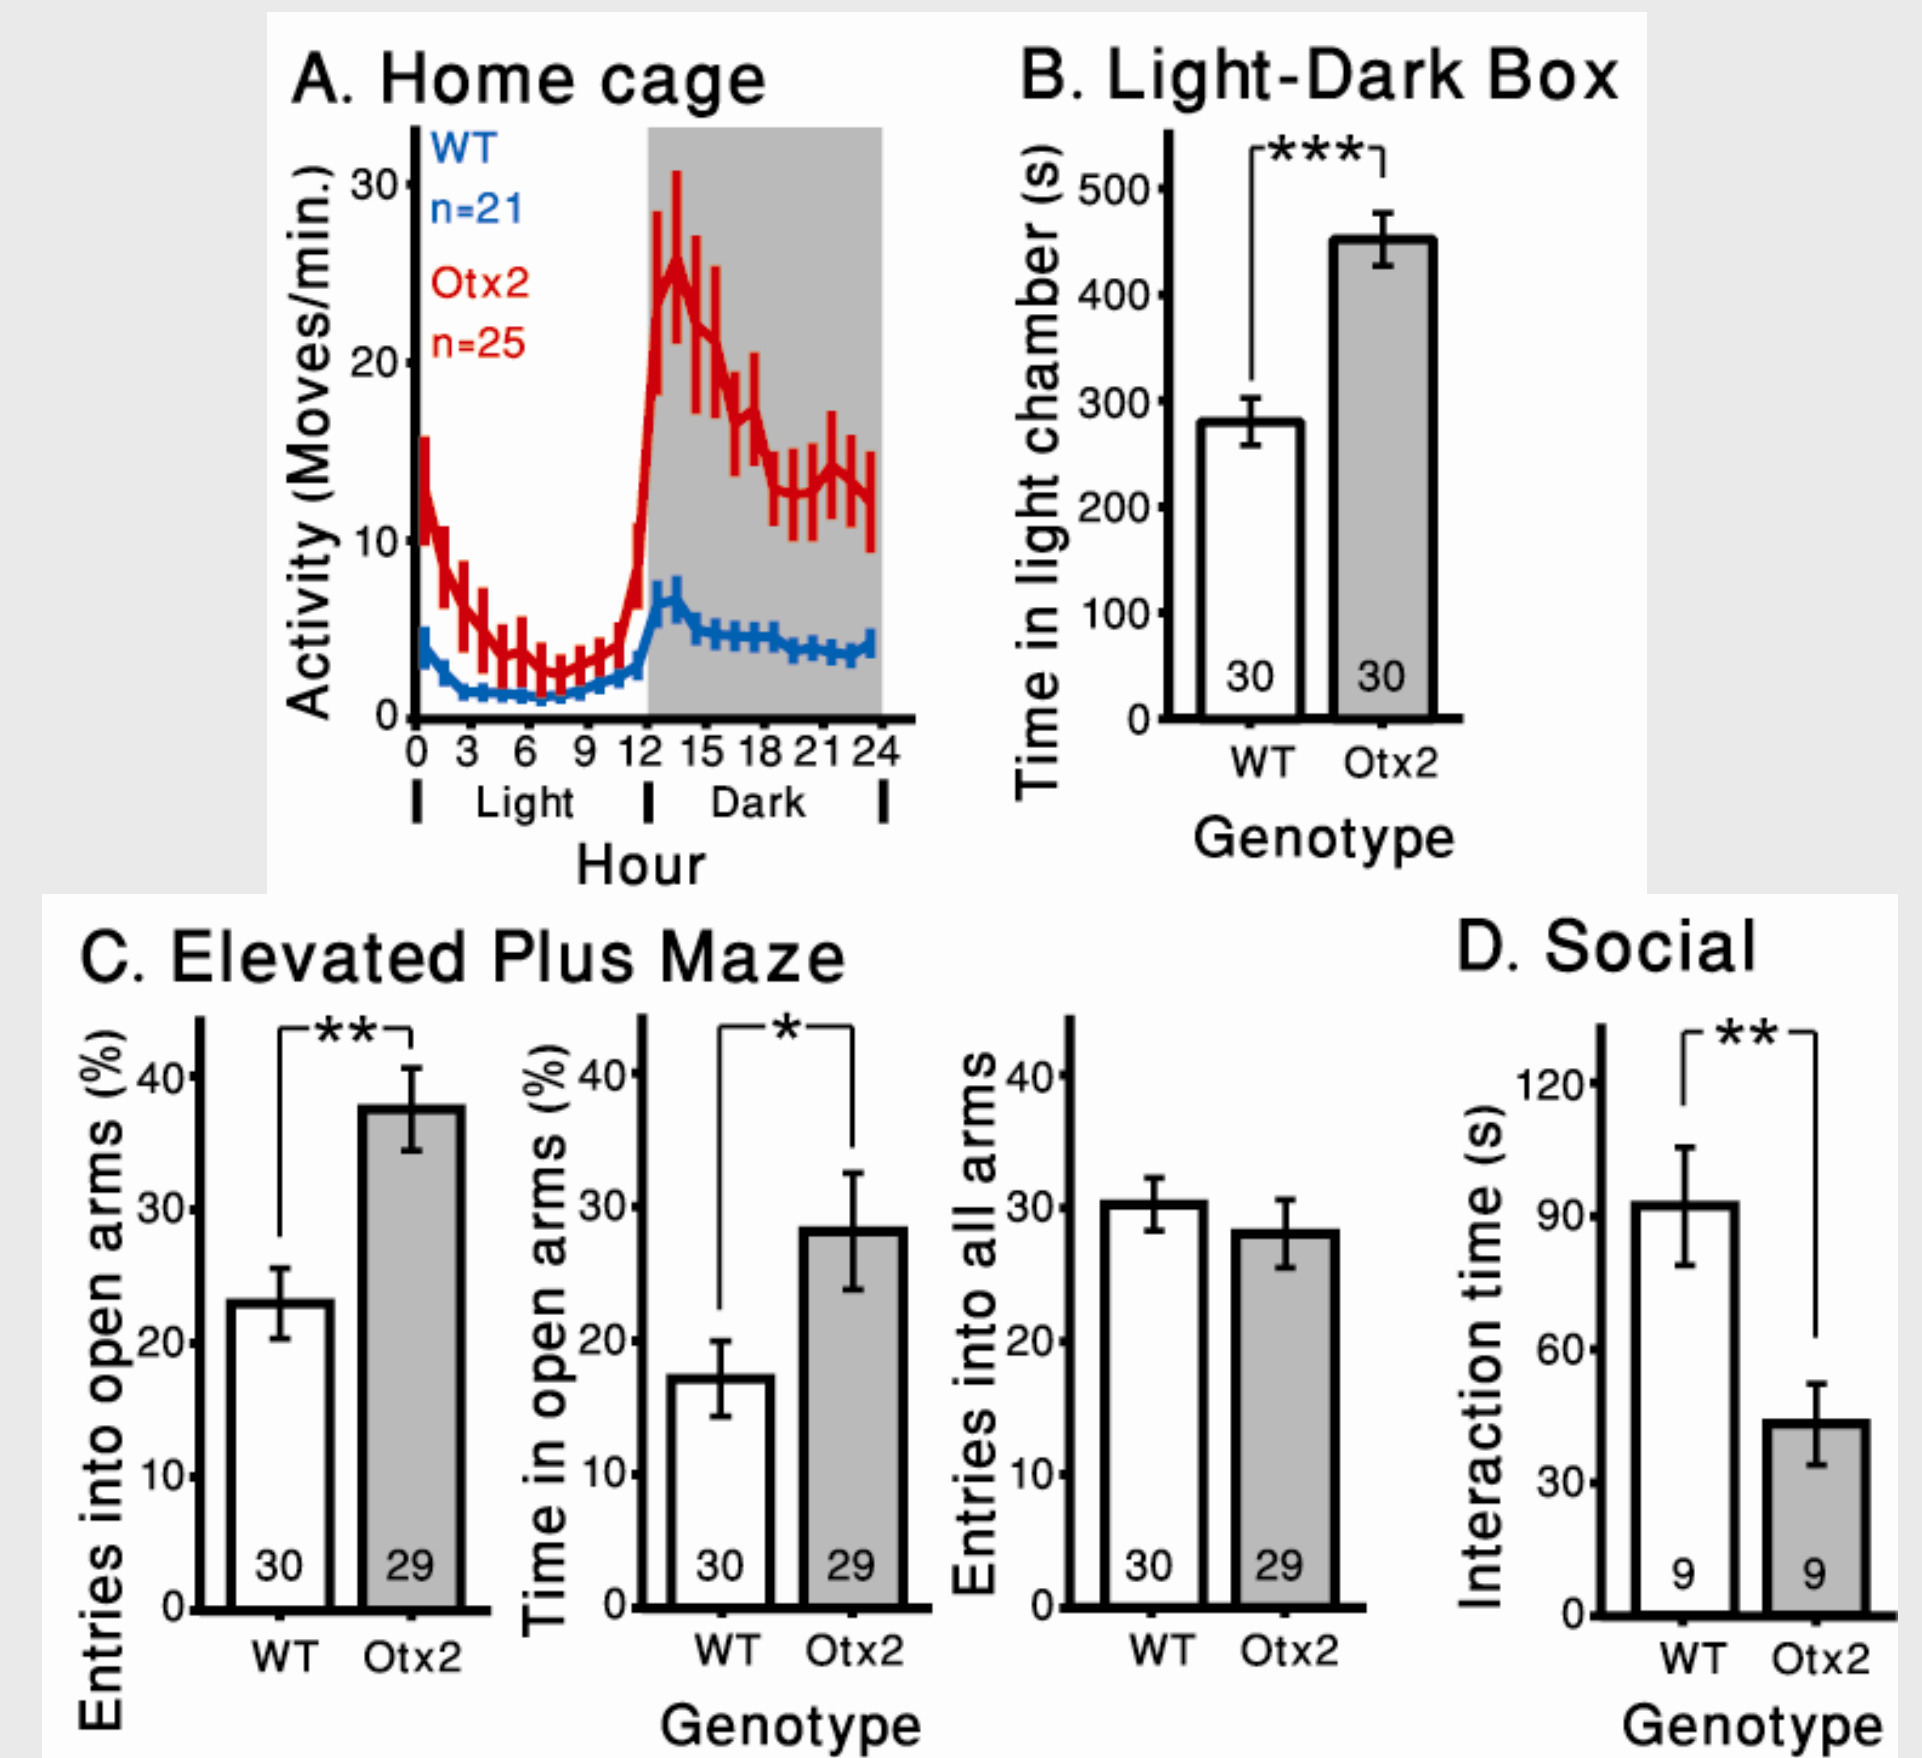 A. Home cage
Activity (Moves/min.)
30
20
10
0
WT
n=21
Otx2
n=25
0 3 6 9 12 15 18 21 24
Light Dark
Hour
B. Light-Dark Box
Time in light chamber (s)
500
400
300
200
100
0
***
30 30
WT Otx2
Genotype
C. Elevated Plus Maze
Entries into open arms (%)
40
30
20
10
0
**
30 29
WT Otx2
Time in open arms (%)
40
30
20
10
0
*
30 29
WT Otx2
Genotype
Entries into all arms
40
30
20
10
0
30 29
WT Otx2
D. Social
Interaction time (s)
120
90
60
30
0
**
9 9
WT Otx2
Genotype